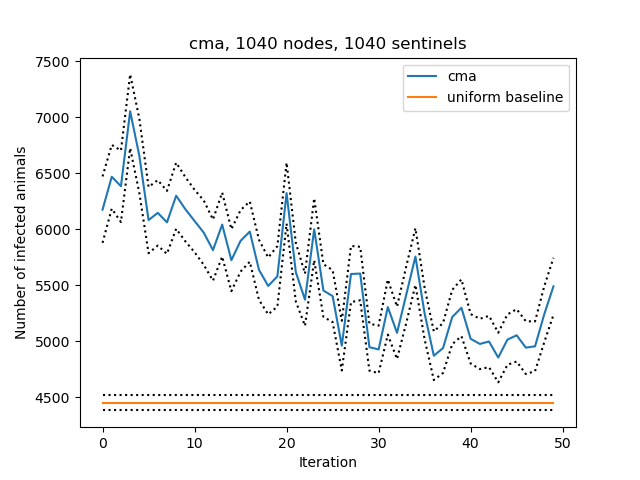 cma, 1040 nodes, 1040 sentinels
cma
uniform baseline
Number of infected animals
7500
7000
6500
6000
5500
5000
4500
0 10 20 30 40 50
Iteration